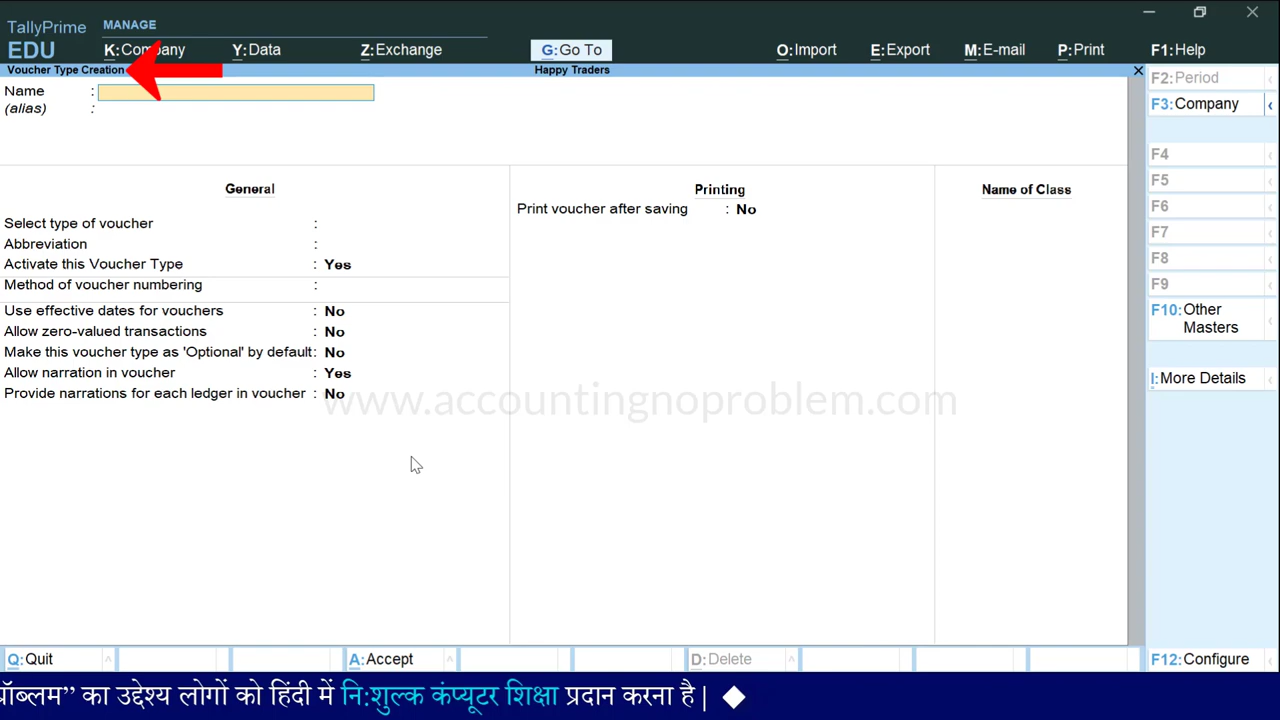 TallyPrime MANAGE
EDU K:Company Y:Data Z:Exchange G:Go To O:Import E:Export M:E-mail P:Print F1:Help
Voucher Type Creation Happy Traders
Name :
(alias) :
General Printing Name of Class
Select type of voucher :
Abbreviation :
Activate this Voucher Type : Yes
Method of voucher numbering :
Use effective dates for vouchers : No
Allow zero-valued transactions : No
Make this voucher type as 'Optional' by default : No
Allow narration in voucher : Yes
Provide narrations for each ledger in voucher : No
Print voucher after saving : No
www.accountingnoproblem.com
F2:Period
F3:Company
F4
F5
F6
F7
F8
F9
F10:Other
Masters
I:More Details
F12:Configure
Q:Quit A:Accept D:Delete
प्रॉब्लम” का उद्देश्य लोगों को हिंदी में नि:शुल्क कंप्यूटर शिक्षा प्रदान करना है |